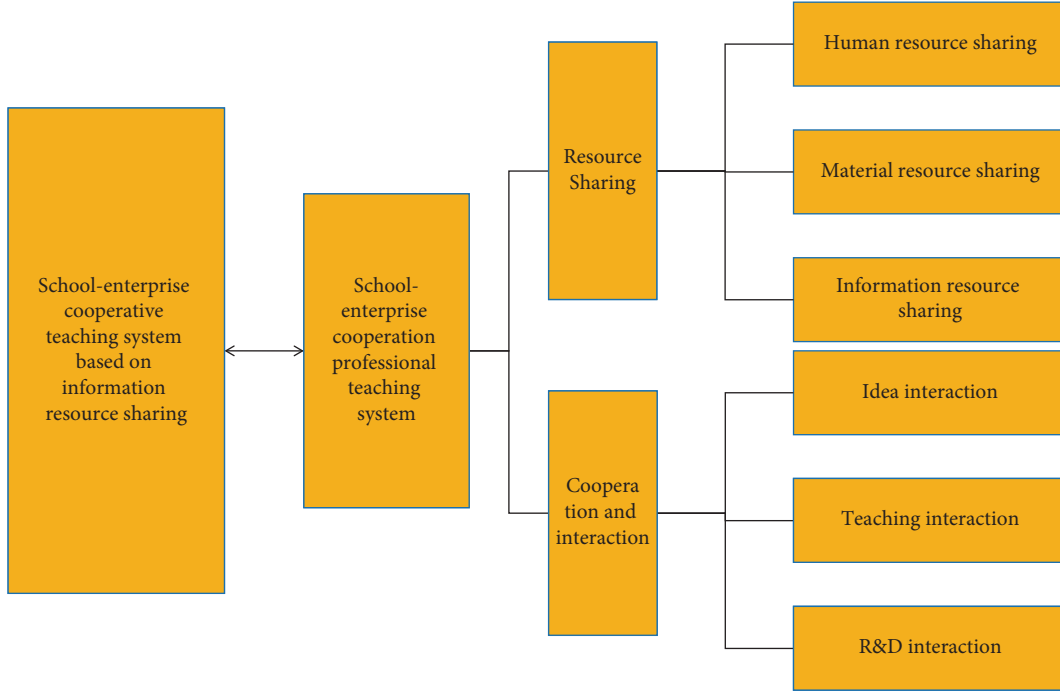 School-enterprise
cooperative
teaching system
based on
information
resource sharing
School-
enterprise
cooperation
professional
teaching
system
Resource
Sharing
Human resource sharing
Material resource sharing
Information resource
sharing
Coopera
tion and
interaction
Idea interaction
Teaching interaction
R&D interaction